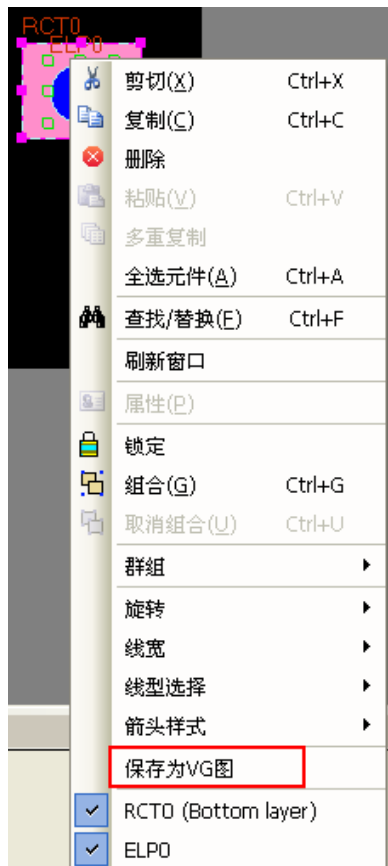 RCT0
ELP0
剪切(X) Ctrl+X
复制(C) Ctrl+C
删除
粘贴(V) Ctrl+V
多重复制
全选元件(A) Ctrl+A
查找/替换(F) Ctrl+F
刷新窗口
属性(P)
锁定
组合(G) Ctrl+G
取消组合(U) Ctrl+U
群组
旋转
线宽
线型选择
箭头样式
保存为VG图
RCT0 (Bottom layer)
ELP0